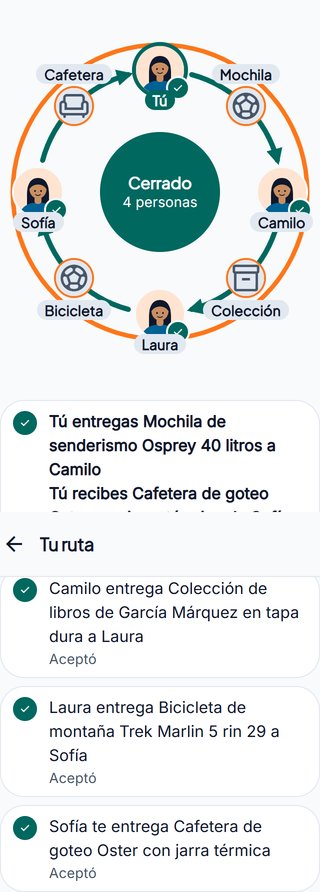 Cafetera
Mochila
Tú
Cerrado
4 personas
Sofía
Camilo
Bicicleta
Colección
Laura
Tú entregas Mochila de
senderismo Osprey 40 litros a
Camilo
Tú recibes Cafetera de goteo
Tu ruta
Camilo entrega Colección de
libros de García Márquez en tapa
dura a Laura
Aceptó
Laura entrega Bicicleta de
montaña Trek Marlin 5 rin 29 a
Sofía
Aceptó
Sofía te entrega Cafetera de
goteo Oster con jarra térmica